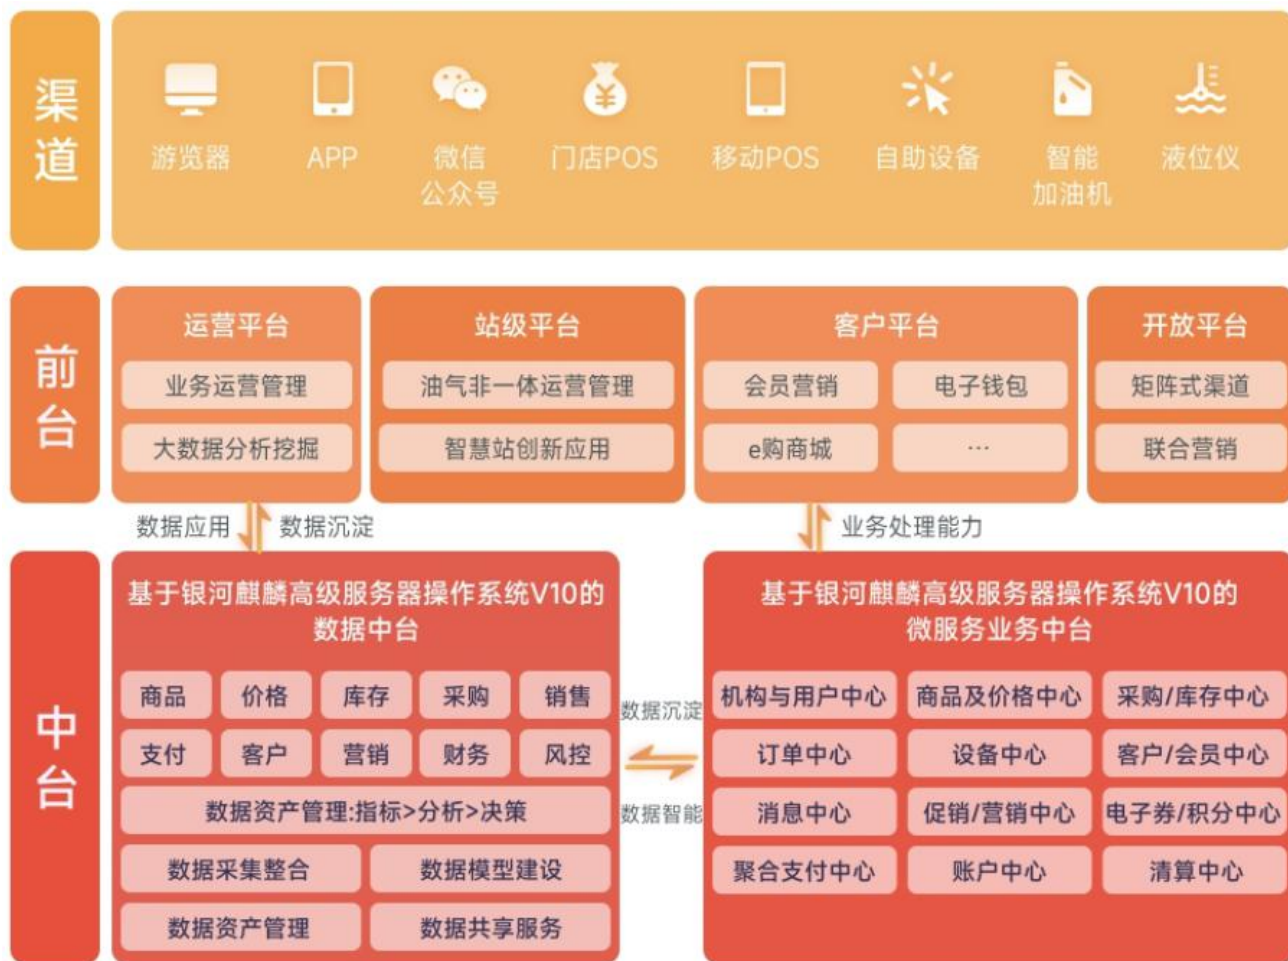 渠道
游览器
APP
微信
公众号
门店POS
移动POS
自助设备
智能
加油机
液位仪
前台
运营平台
业务运营管理
大数据分析挖掘
站级平台
油气非一体运营管理
智慧站创新应用
客户平台
会员营销
电子钱包
e购商城
…
开放平台
矩阵式渠道
联合营销
数据应用
数据沉淀
业务处理能力
中台
基于银河麒麟高级服务器操作系统V10的
数据中台
商品
价格
库存
采购
销售
支付
客户
营销
财务
风控
数据资产管理:指标>分析>决策
数据采集整合
数据模型建设
数据资产管理
数据共享服务
数据沉淀
数据智能
基于银河麒麟高级服务器操作系统V10的
微服务业务中台
机构与用户中心
商品及价格中心
采购/库存中心
订单中心
设备中心
客户/会员中心
消息中心
促销/营销中心
电子券/积分中心
聚合支付中心
账户中心
清算中心